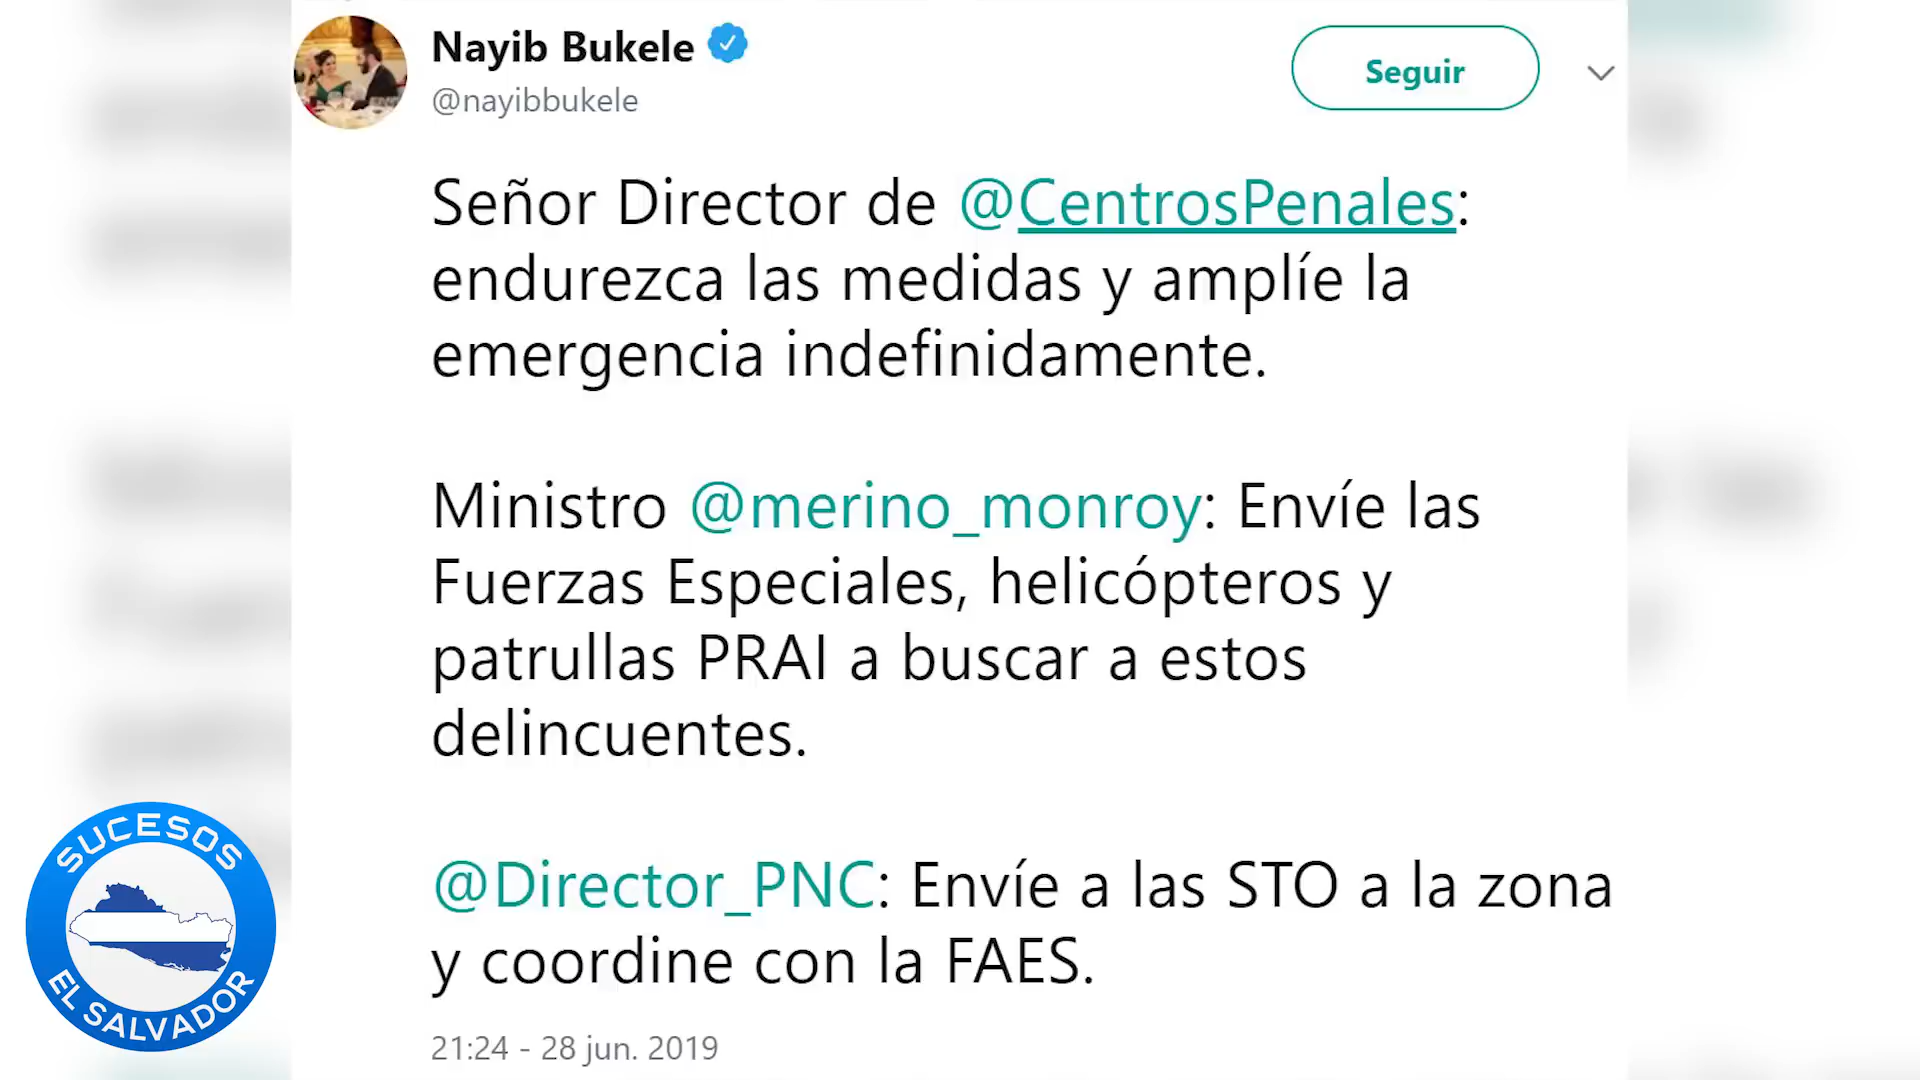 Nayib Bukele
@nayibbukele
Seguir
Señor Director de @CentrosPenales:
endurezca las medidas y amplíe la
emergencia indefinidamente.
Ministro @merino_monroy: Envíe las
Fuerzas Especiales, helicópteros y
patrullas PRAI a buscar a estos
delincuentes.
@Director_PNC: Envíe a las STO a la zona
y coordine con la FAES.
21:24 - 28 jun. 2019
SUCESOS
EL SALVADOR